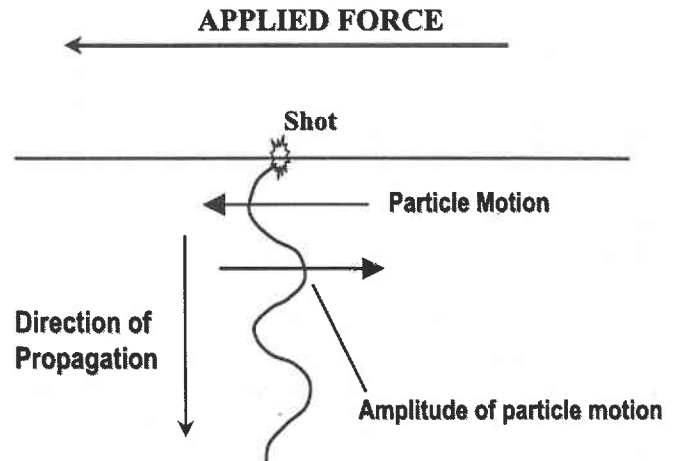 APPLIED FORCE
Shot
Particle Motion
Direction of
Propagation
Amplitude of particle motion